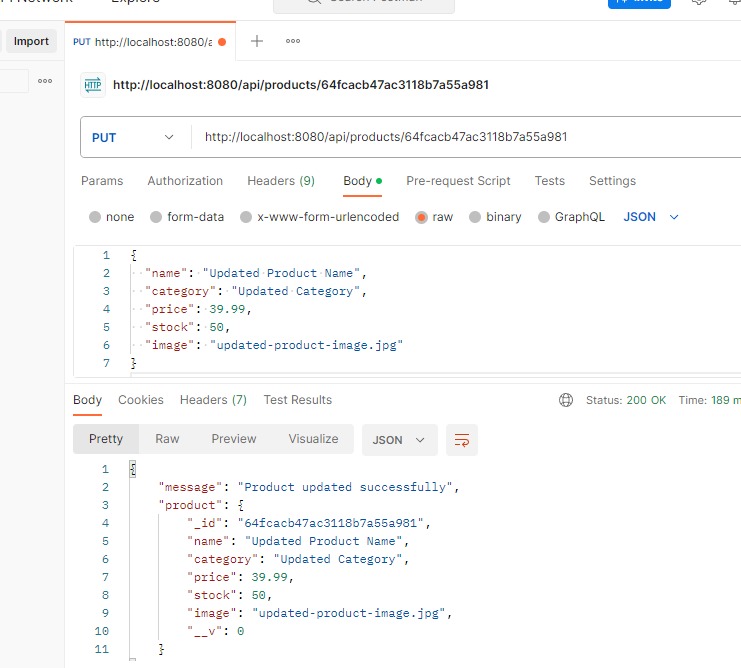 Network
Explore
Search Postman
Invite
Import
PUT http://localhost:8080/a
HTTP http://localhost:8080/api/products/64fcacb47ac3118b7a55a981
PUT http://localhost:8080/api/products/64fcacb47ac3118b7a55a981
Params Authorization Headers (9) Body Pre-request Script Tests Settings
none form-data x-www-form-urlencoded raw binary GraphQL JSON
1 {
2 "name": "Updated Product Name",
3 "category": "Updated Category",
4 "price": 39.99,
5 "stock": 50,
6 "image": "updated-product-image.jpg"
7 }
Body Cookies Headers (7) Test Results Status: 200 OK Time: 189 m
Pretty Raw Preview Visualize JSON
1 {
2 "message": "Product updated successfully",
3 "product": {
4 "_id": "64fcacb47ac3118b7a55a981",
5 "name": "Updated Product Name",
6 "category": "Updated Category",
7 "price": 39.99,
8 "stock": 50,
9 "image": "updated-product-image.jpg",
10 "__v": 0
11 }